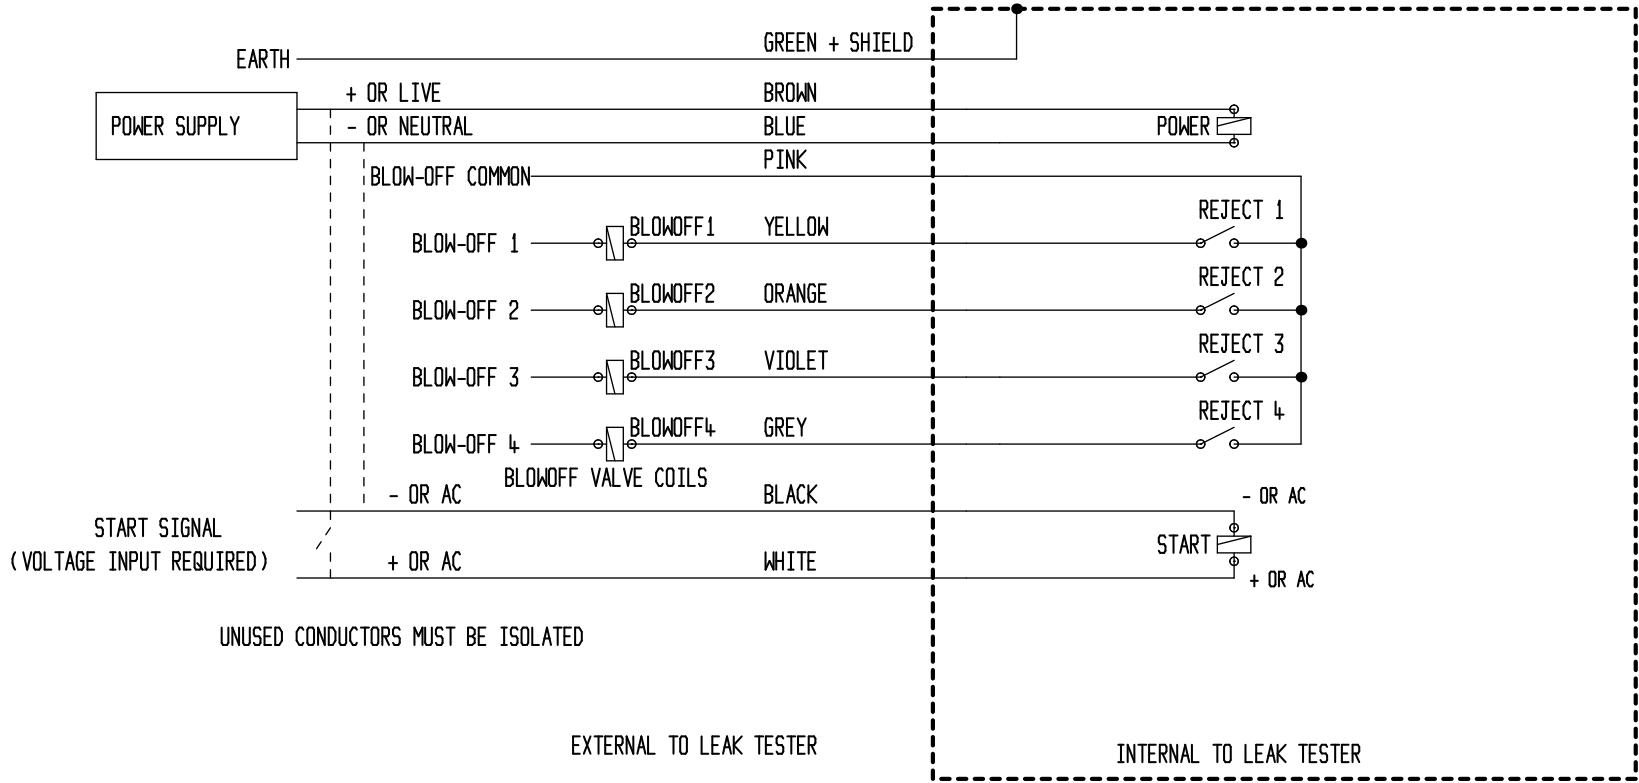 GREEN + SHIELD
EARTH
+ OR LIVE
BROWN
POWER SUPPLY
- OR NEUTRAL
BLUE
POWER
PINK
BLOW-OFF COMMON
REJECT 1
BLOWOFF1
YELLOW
BLOW-OFF 1
REJECT 2
BLOWOFF2
ORANGE
BLOW-OFF 2
REJECT 3
BLOWOFF3
VIOLET
BLOW-OFF 3
REJECT 4
BLOWOFF4
GREY
BLOW-OFF 4
BLOWOFF VALVE COILS
- OR AC
BLACK
- OR AC
START SIGNAL
(VOLTAGE INPUT REQUIRED)
START
+ OR AC
WHITE
+ OR AC
UNUSED CONDUCTORS MUST BE ISOLATED
EXTERNAL TO LEAK TESTER
INTERNAL TO LEAK TESTER